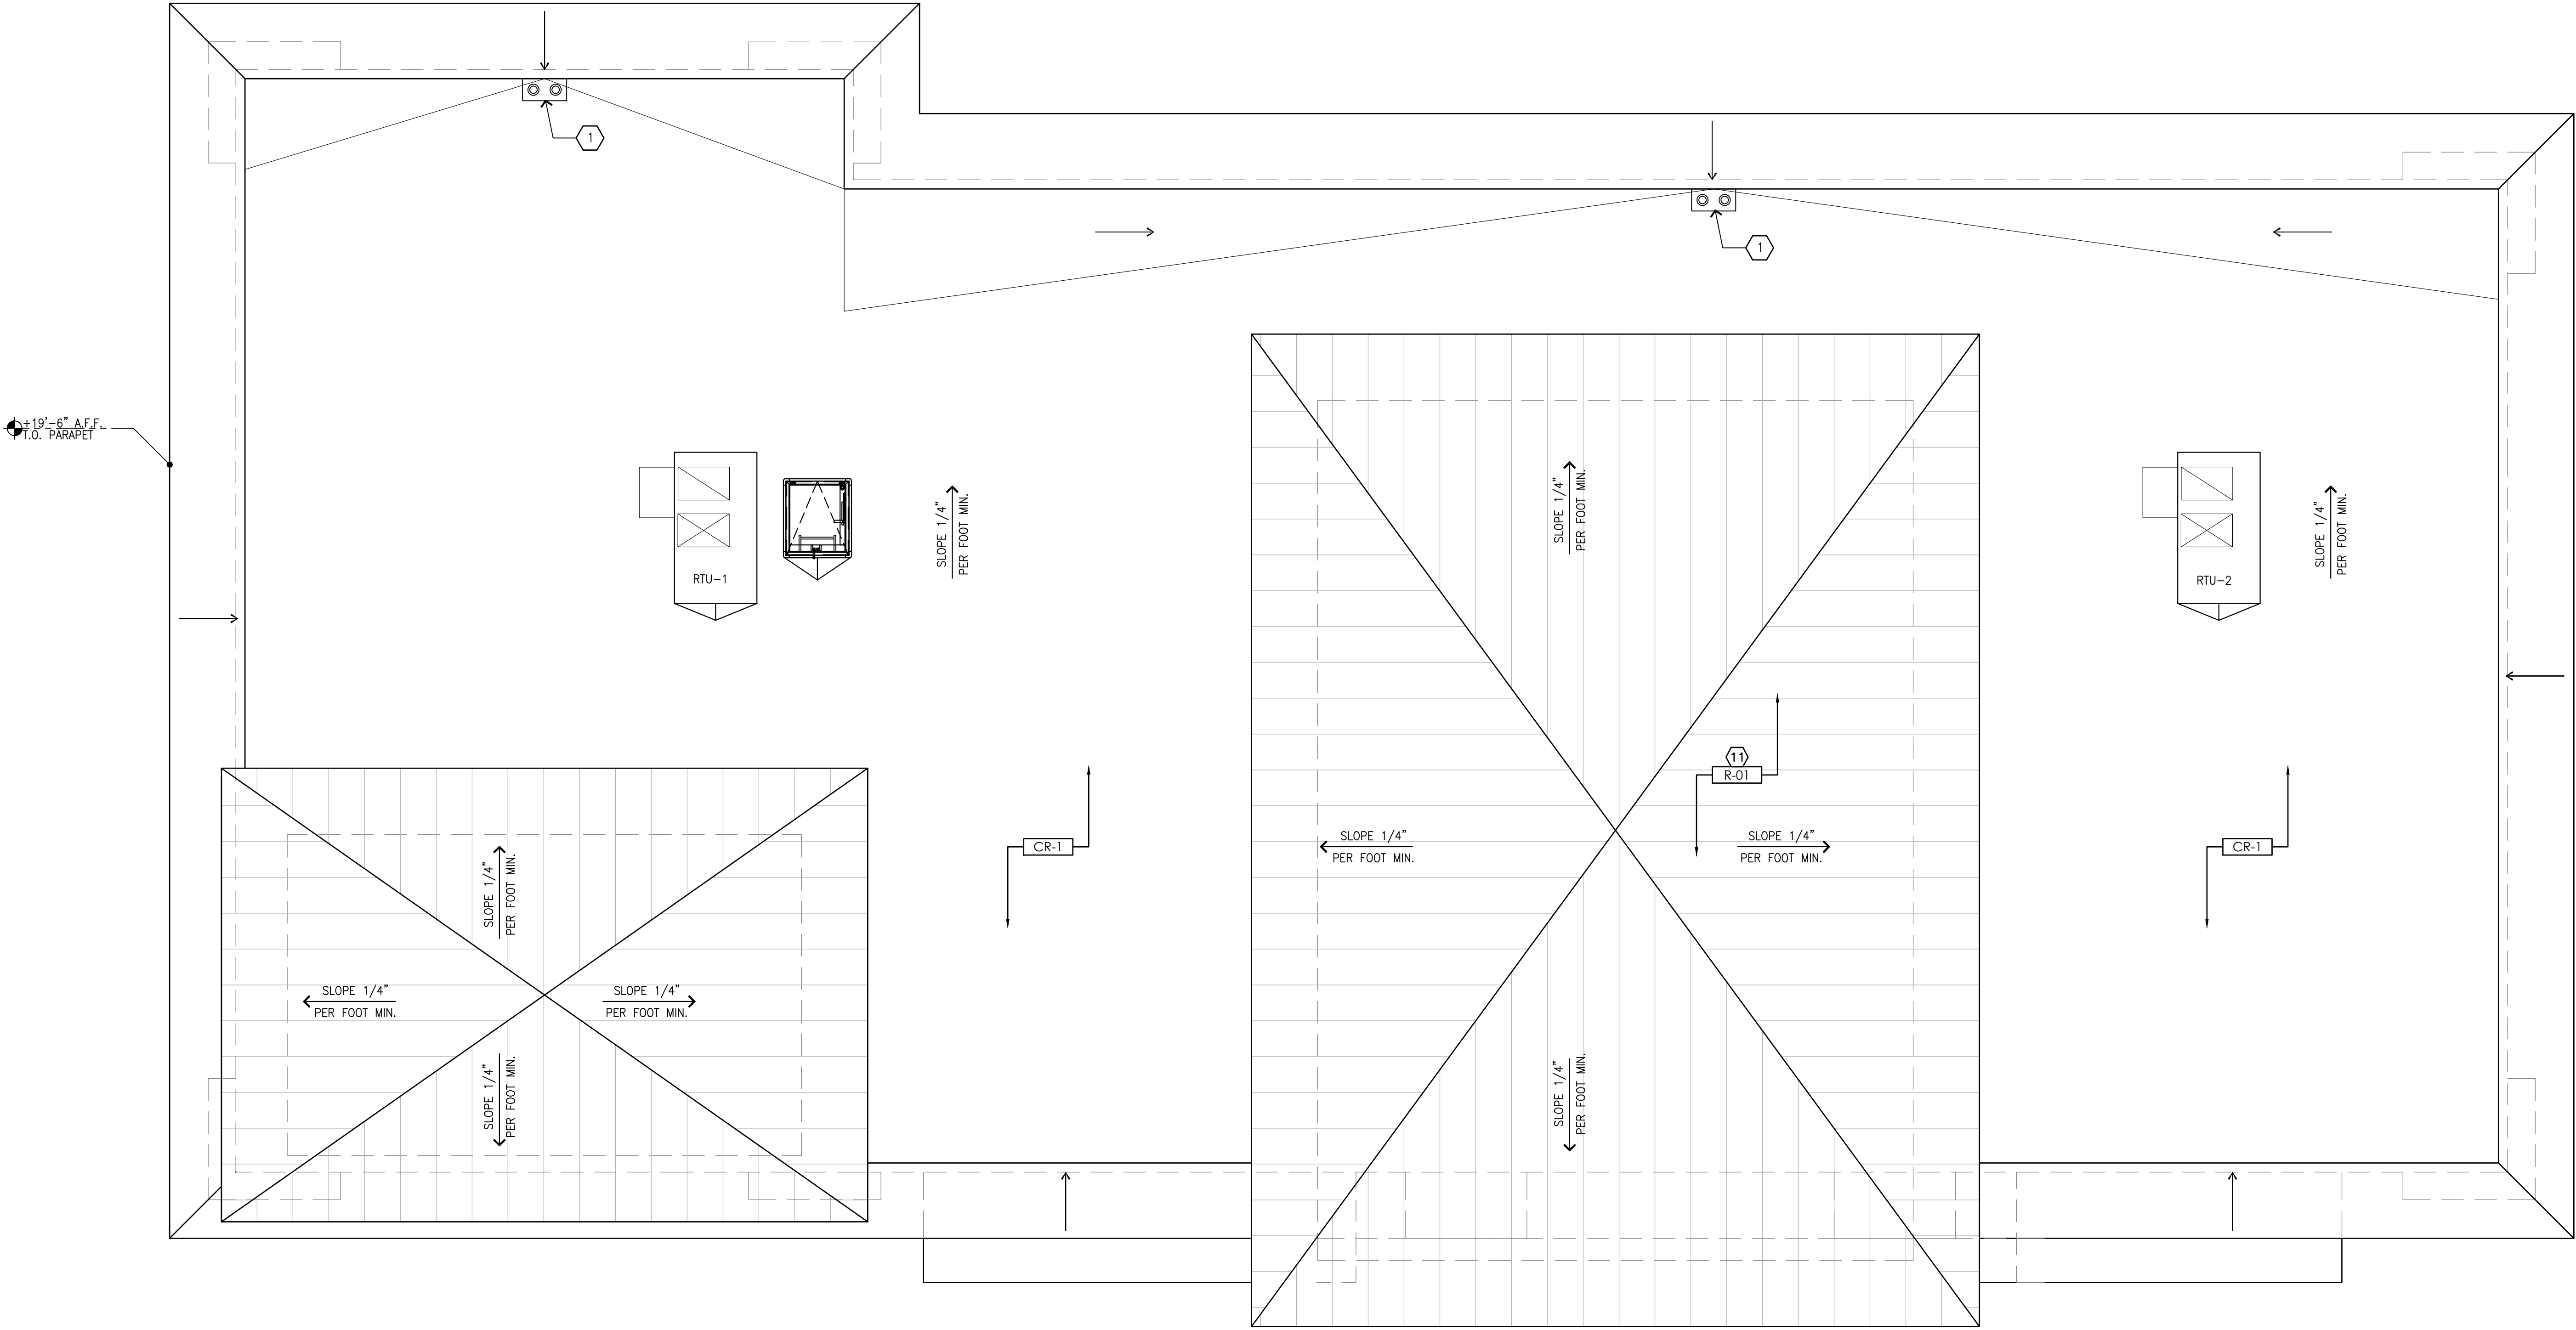 1
1
±19'-6" A.F.F.
T.O. PARAPET
SLOPE 1/4"
PER FOOT MIN.
SLOPE 1/4"
PER FOOT MIN.
SLOPE 1/4"
PER FOOT MIN.
RTU-1
RTU-2
11
R-01
SLOPE 1/4"
PER FOOT MIN.
SLOPE 1/4"
PER FOOT MIN.
CR-1
CR-1
SLOPE 1/4"
PER FOOT MIN.
SLOPE 1/4"
PER FOOT MIN.
SLOPE 1/4"
PER FOOT MIN.
SLOPE 1/4"
PER FOOT MIN.
SLOPE 1/4"
PER FOOT MIN.